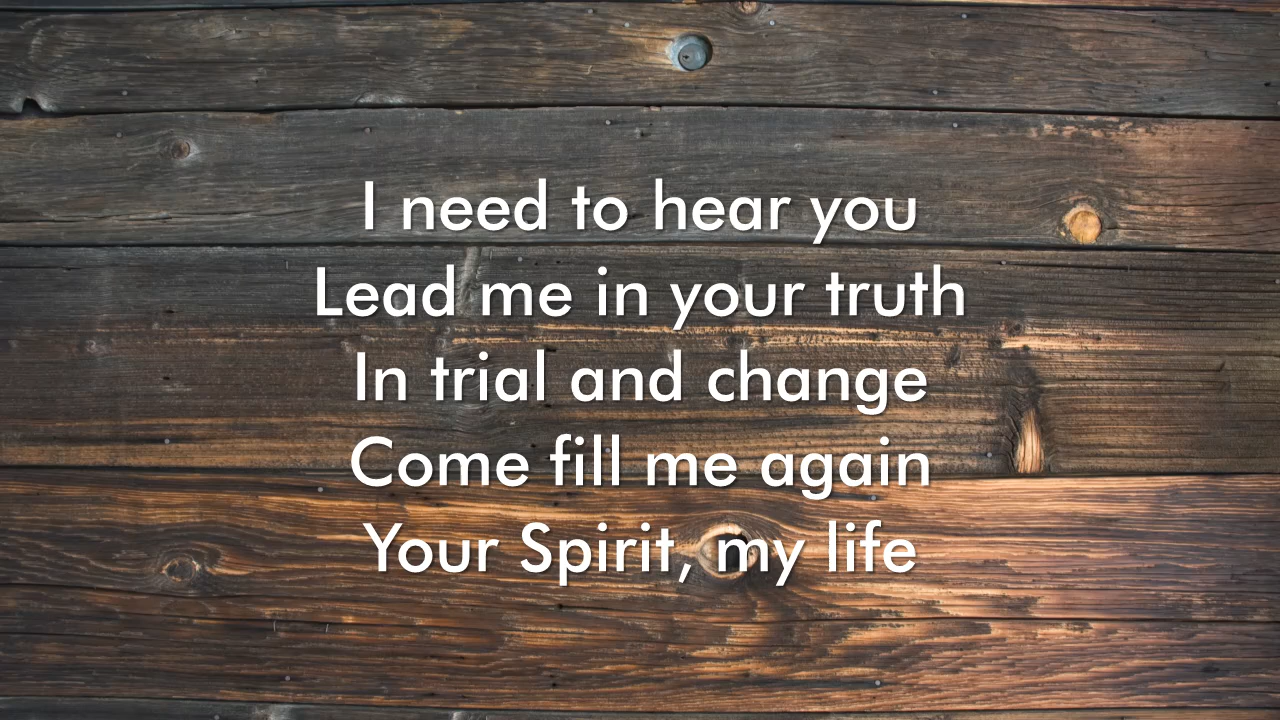 I need to hear you
Lead me in your truth
In trial and change
Come fill me again
Your Spirit, my life